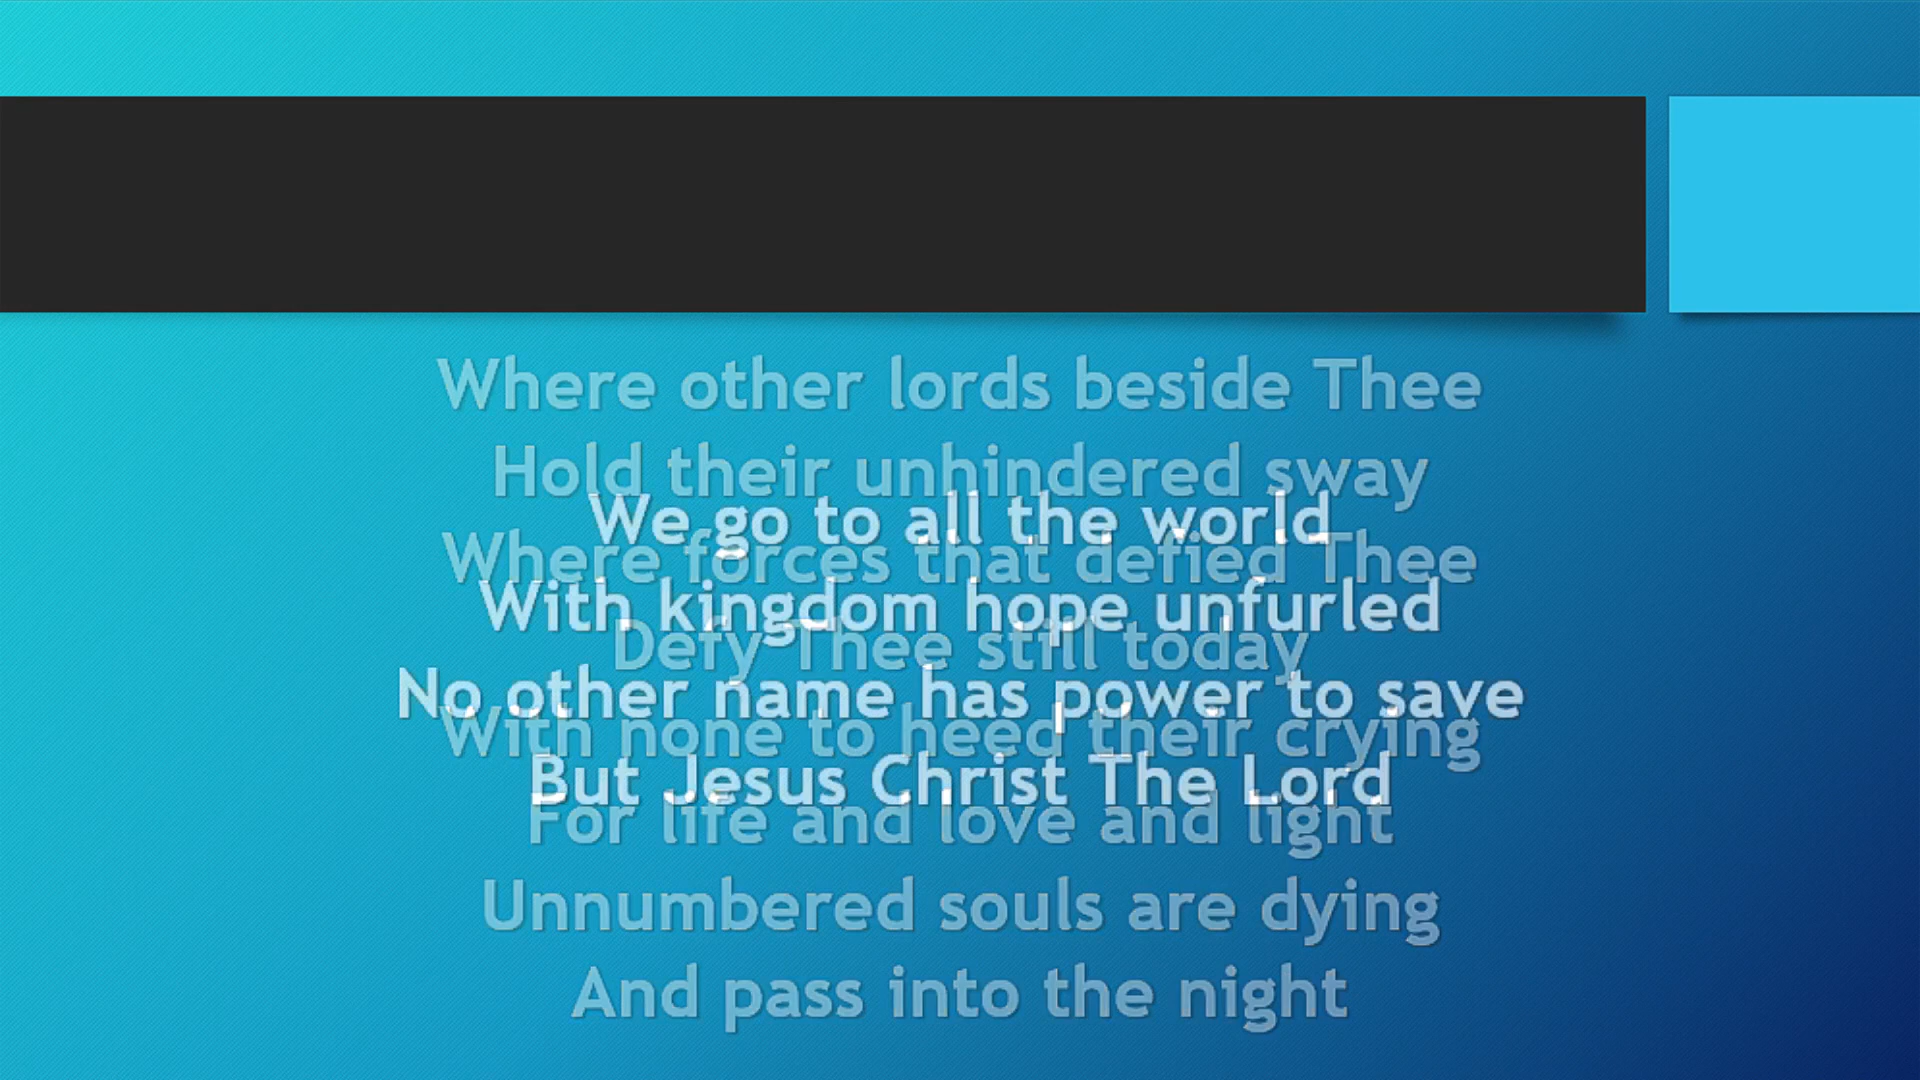 Where other lords beside Thee
Hold their unhindered sway
We go to all the world
Where forces that defied Thee
With kingdom hope unfurled
Defy Thee still today
No other name has power to save
With none to heed their crying
But Jesus Christ The Lord
For life and love and light
Unnumbered souls are dying
And pass into the night